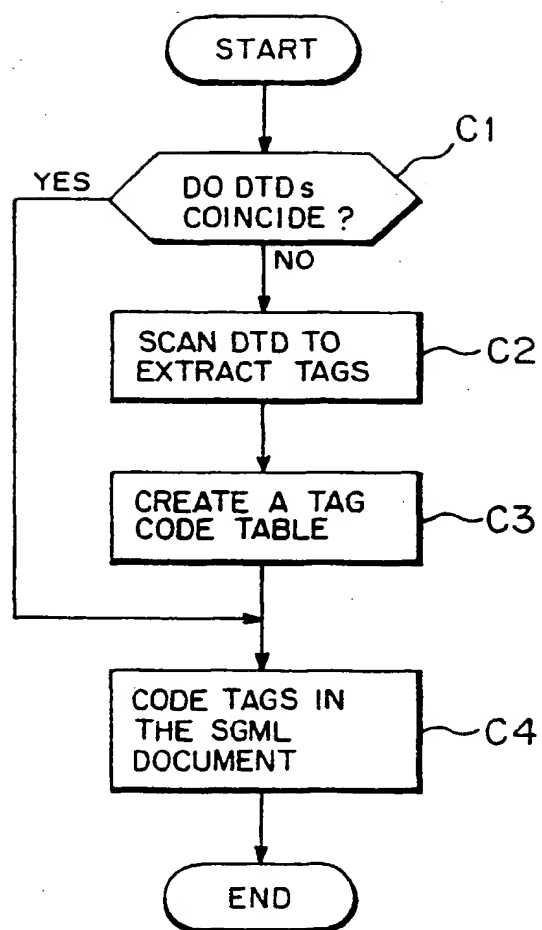 START
C1
YES
DO DTDs
COINCIDE ?
NO
SCAN DTD TO
EXTRACT TAGS
C2
CREATE A TAG
CODE TABLE
C3
CODE TAGS IN
THE SGML
DOCUMENT
C4
END